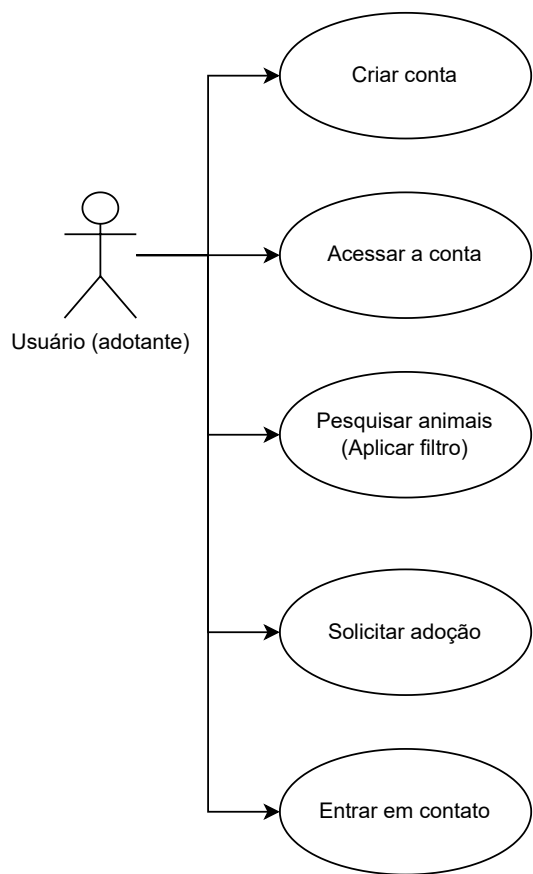 Criar conta
Acessar a conta
Usuário (adotante)
Pesquisar animais
(Aplicar filtro)
Solicitar adoção
Entrar em contato